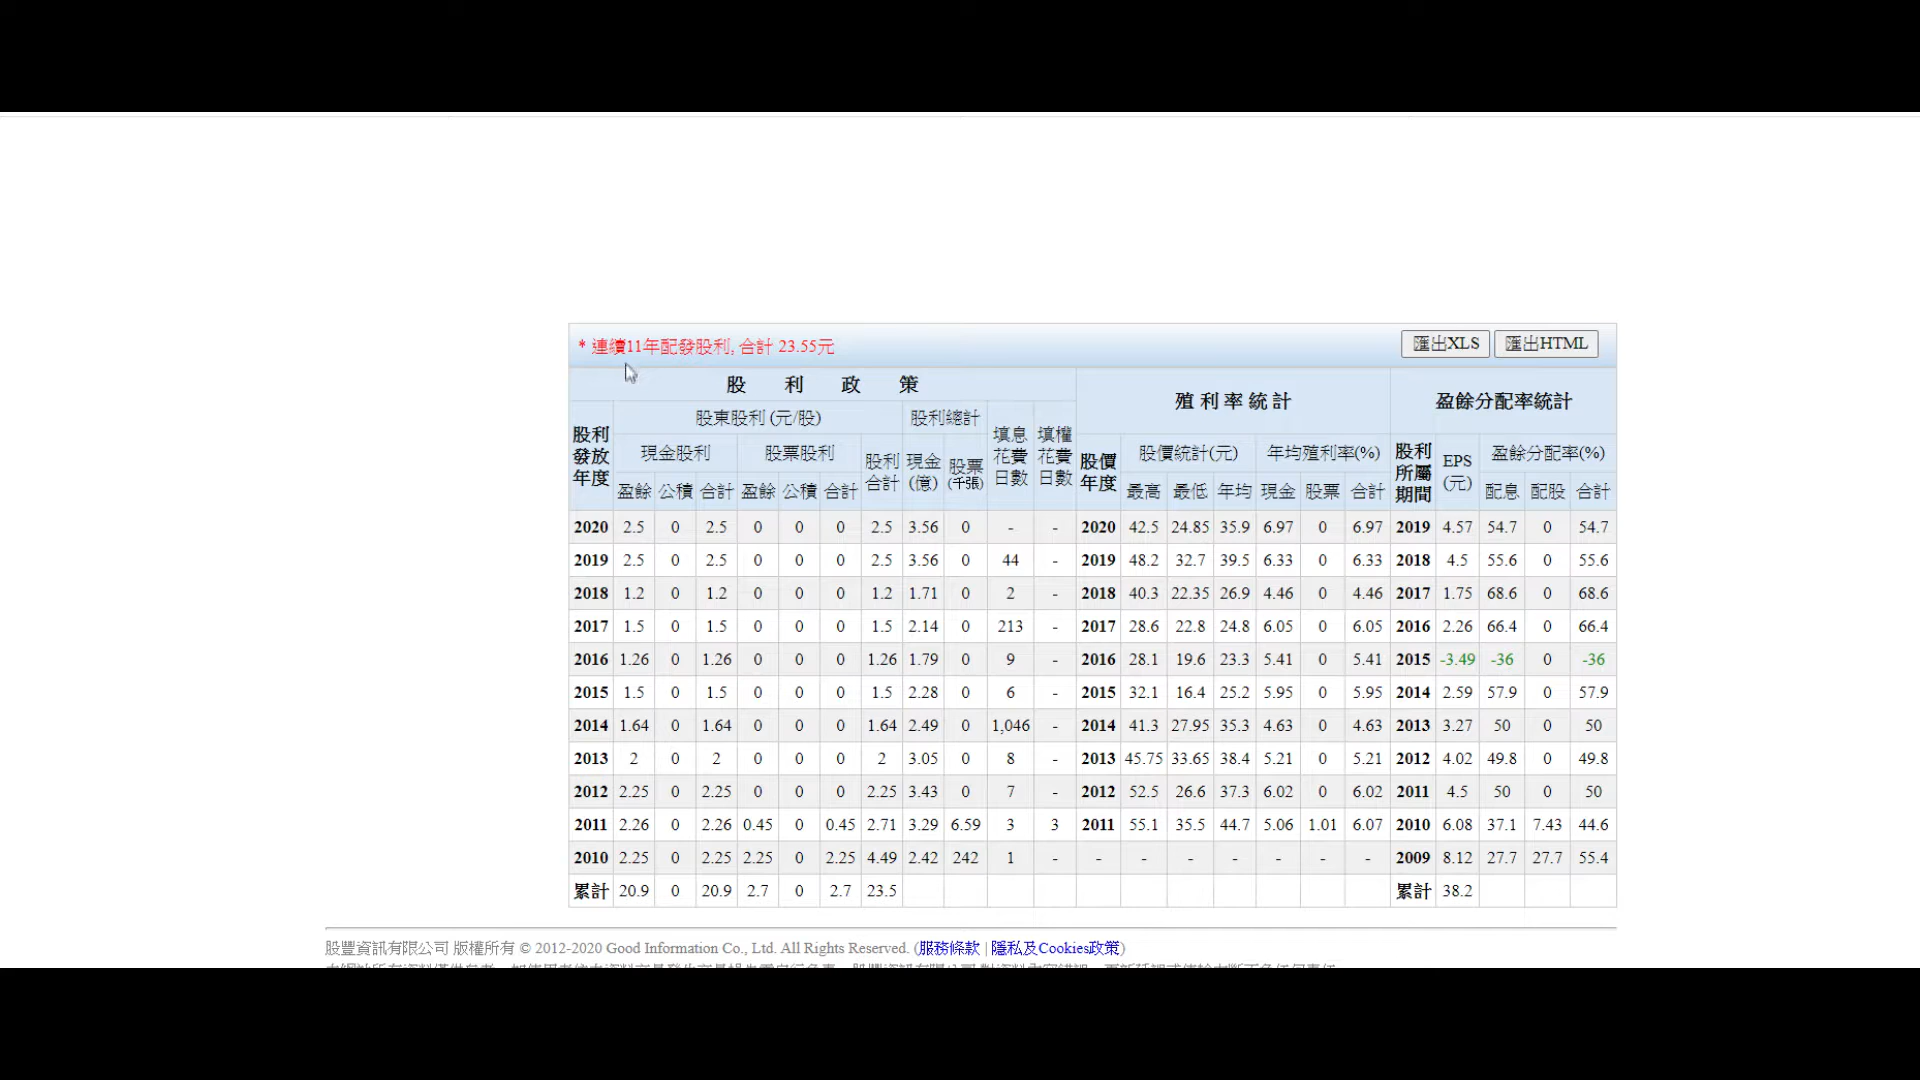 * 連續11年配發股利, 合計 23.55元
匯出XLS 匯出HTML
股利政策 殖利率統計 盈餘分配率統計
股利發放年度 股東股利 (元/股) 股利總計 填息花費日數 填權花費日數 股價年度 股價統計(元) 年均殖利率(%) 股利所屬期間 EPS(元) 盈餘分配率(%)
現金股利 股票股利 股利合計 現金(億) 股票(千張)
盈餘 公積 合計 盈餘 公積 合計 最高 最低 年均 現金 股票 合計 配息 配股 合計
2020 2.5 0 2.5 0 0 0 2.5 3.56 0 - - 2020 42.5 24.85 35.9 6.97 0 6.97 2019 4.57 54.7 0 54.7
2019 2.5 0 2.5 0 0 0 2.5 3.56 0 44 - 2019 48.2 32.7 39.5 6.33 0 6.33 2018 4.5 55.6 0 55.6
2018 1.2 0 1.2 0 0 0 1.2 1.71 0 2 - 2018 40.3 22.35 26.9 4.46 0 4.46 2017 1.75 68.6 0 68.6
2017 1.5 0 1.5 0 0 0 1.5 2.14 0 213 - 2017 28.6 22.8 24.8 6.05 0 6.05 2016 2.26 66.4 0 66.4
2016 1.26 0 1.26 0 0 0 1.26 1.79 0 9 - 2016 28.1 19.6 23.3 5.41 0 5.41 2015 -3.49 -36 0 -36
2015 1.5 0 1.5 0 0 0 1.5 2.28 0 6 - 2015 32.1 16.4 25.2 5.95 0 5.95 2014 2.59 57.9 0 57.9
2014 1.64 0 1.64 0 0 0 1.64 2.49 0 1,046 - 2014 41.3 27.95 35.3 4.63 0 4.63 2013 3.27 50 0 50
2013 2 0 2 0 0 0 2 3.05 0 8 - 2013 45.75 33.65 38.4 5.21 0 5.21 2012 4.02 49.8 0 49.8
2012 2.25 0 2.25 0 0 0 2.25 3.43 0 7 - 2012 52.5 26.6 37.3 6.02 0 6.02 2011 4.5 50 0 50
2011 2.26 0 2.26 0.45 0 0.45 2.71 3.29 6.59 3 3 2011 55.1 35.5 44.7 5.06 1.01 6.07 2010 6.08 37.1 7.43 44.6
2010 2.25 0 2.25 2.25 0 2.25 4.49 2.42 242 1 - - - - - - - - 2009 8.12 27.7 27.7 55.4
累計 20.9 0 20.9 2.7 0 2.7 23.5 累計 38.2
股豐資訊有限公司 版權所有 © 2012-2020 Good Information Co., Ltd. All Rights Reserved. (服務條款 | 隱私及Cookies政策)